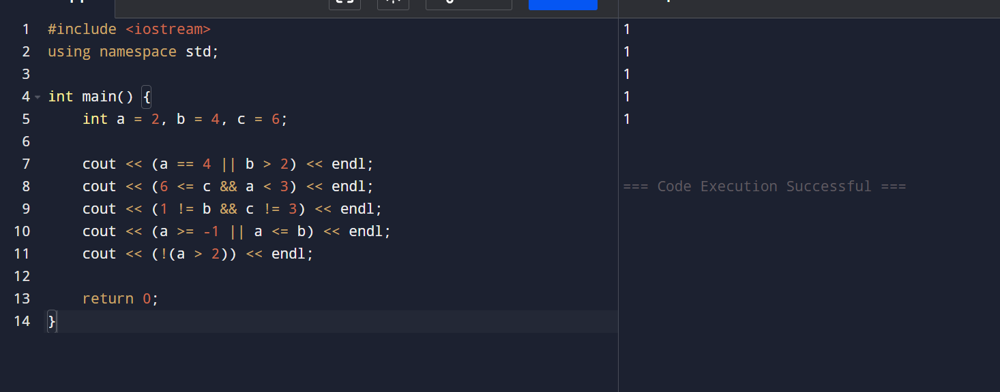 1 #include <iostream>
2 using namespace std;
3
4 int main() {
5     int a = 2, b = 4, c = 6;
6
7     cout << (a == 4 || b > 2) << endl;
8     cout << (6 <= c && a < 3) << endl;
9     cout << (1 != b && c != 3) << endl;
10     cout << (a >= -1 || a <= b) << endl;
11     cout << (!(a > 2)) << endl;
12
13     return 0;
14 }
1
1
1
1
1
=== Code Execution Successful ===